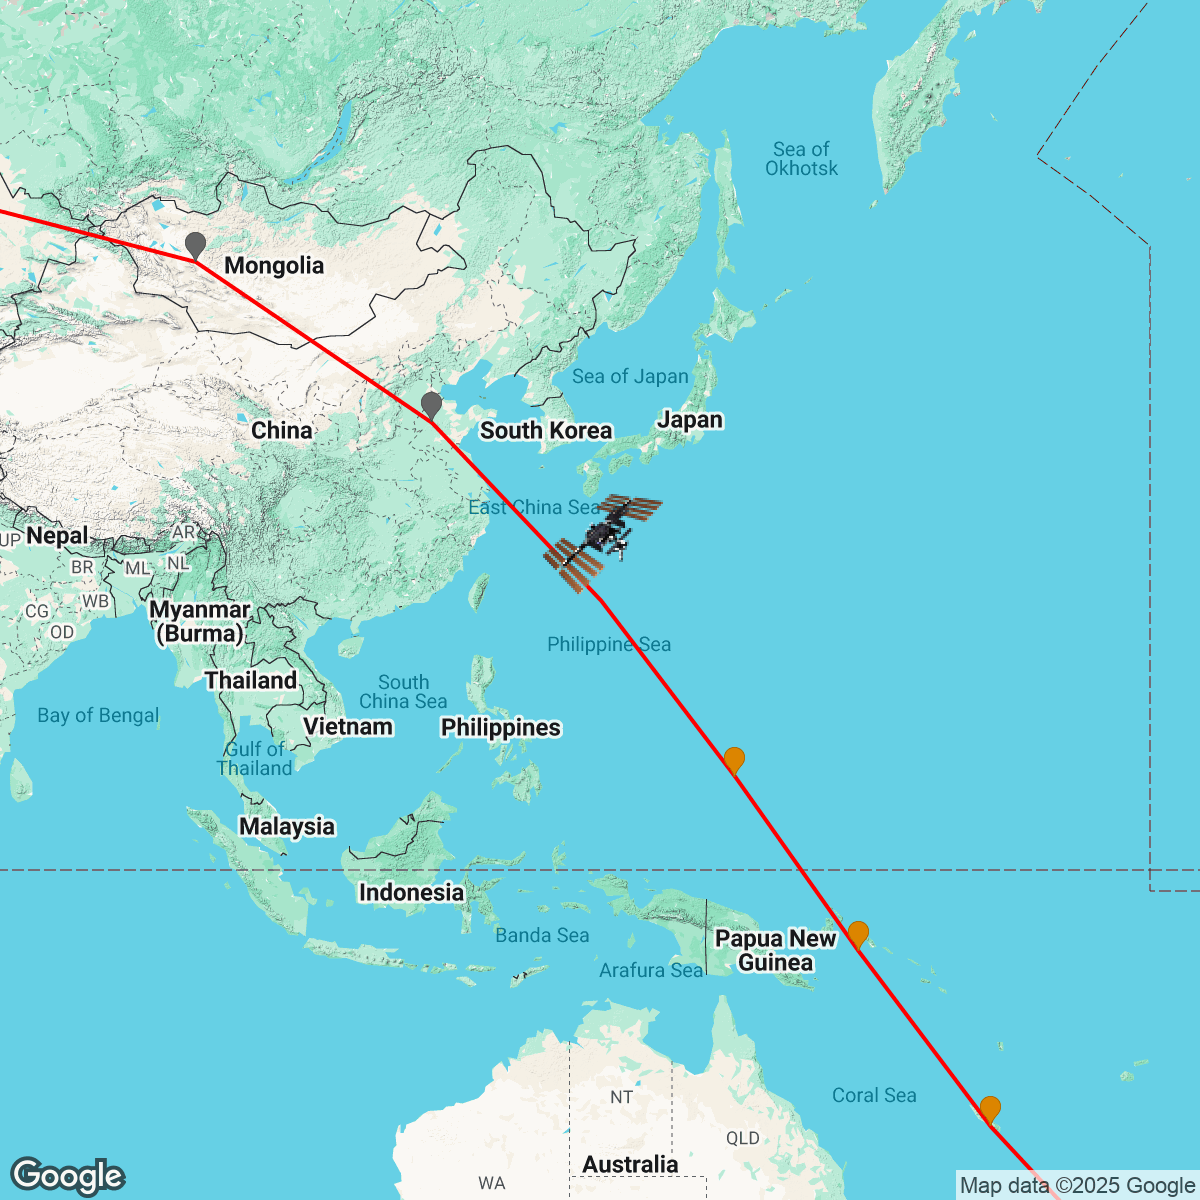 Sea of
Okhotsk
Mongolia
Sea of Japan
Japan
China
South Korea
East China Sea
Nepal
UP
AR
BR
ML
NL
WB
CG
OD
Myanmar
(Burma)
Philippine Sea
Thailand
South
China Sea
Bay of Bengal
Vietnam
Philippines
Gulf of
Thailand
Malaysia
Indonesia
Banda Sea
Papua New
Guinea
Arafura Sea
Coral Sea
NT
QLD
Australia
WA
Google
Map data ©2025 Google